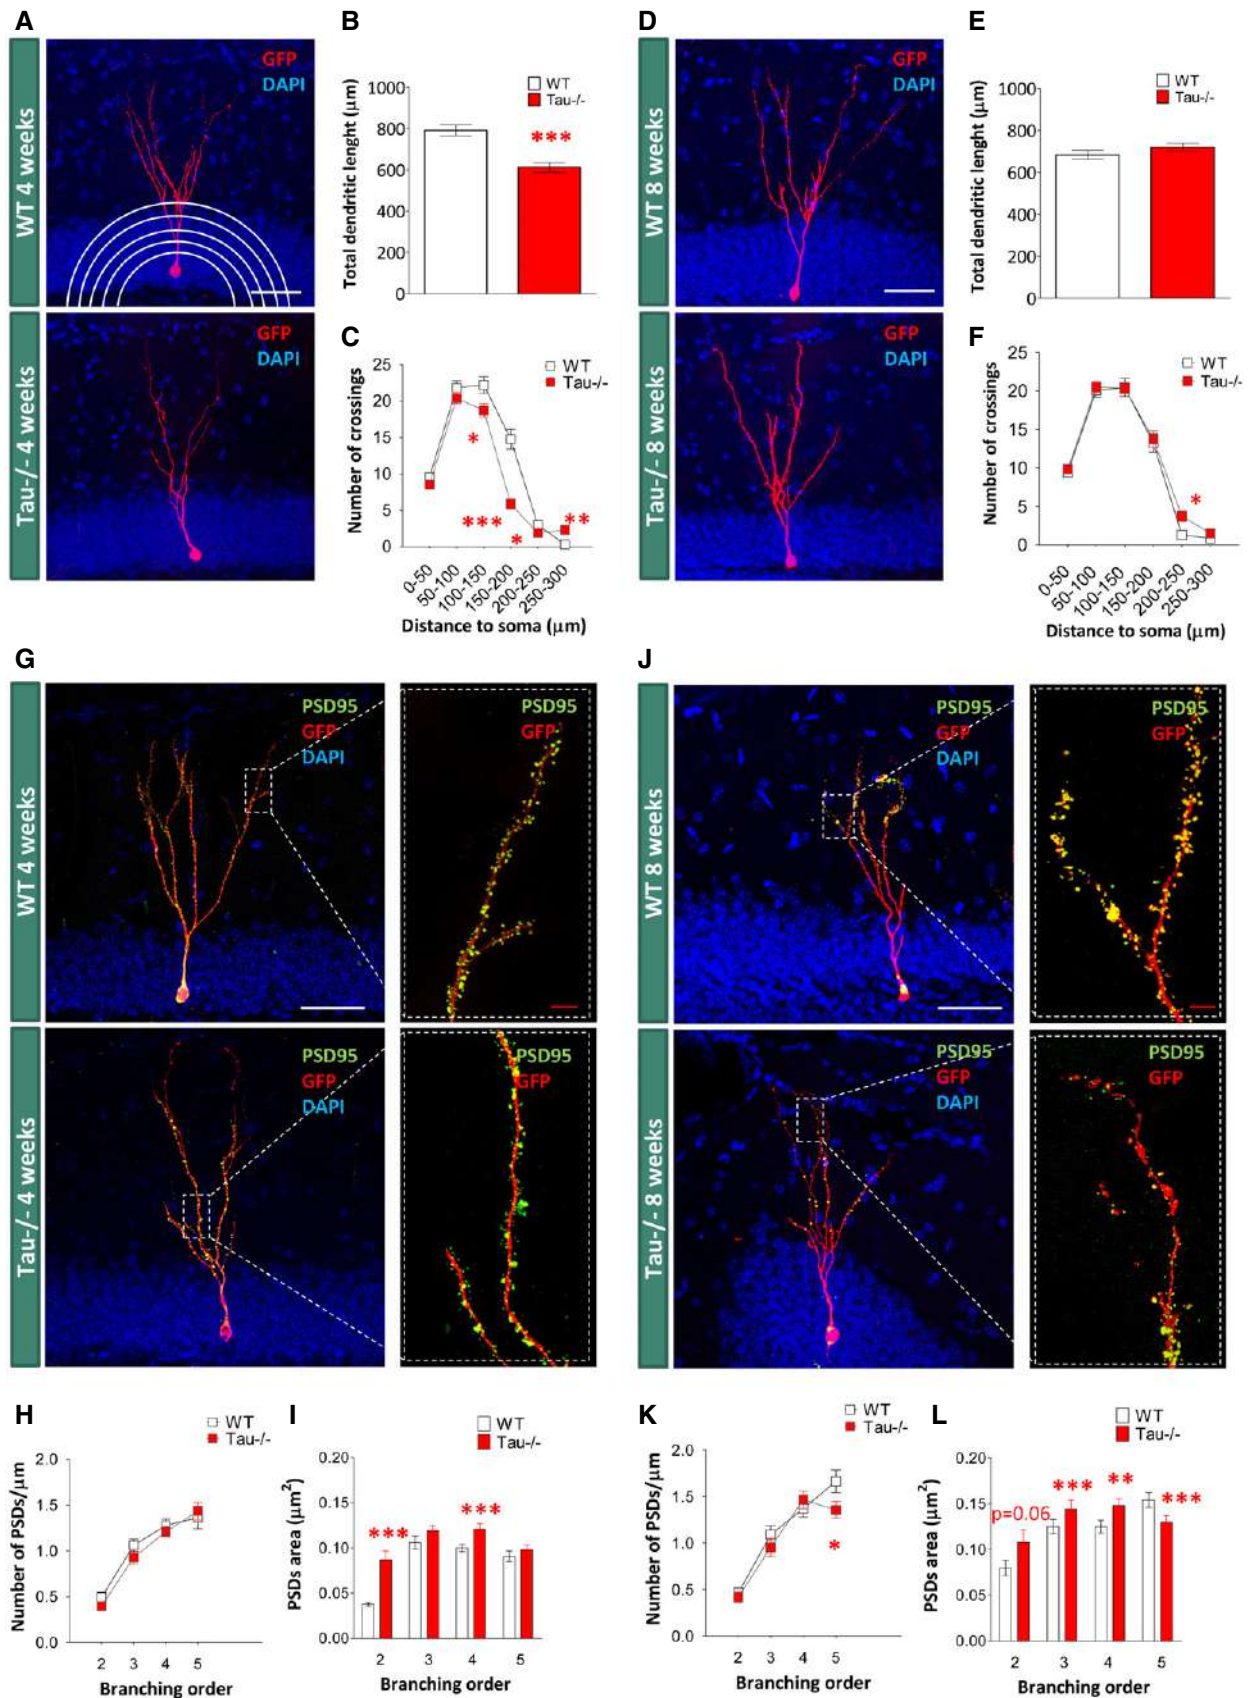 A
WT 4 weeks
GFP
DAPI
Tau-/- 4 weeks
GFP
DAPI
B
WT
Tau-/-
Total dendritic lenght (μm)
1000
800
600
400
200
0
***
C
WT
Tau-/-
Number of crossings
25
20
15
10
5
0
*
***
*
**
0-50
50-100
100-150
150-200
200-250
250-300
Distance to soma (μm)
D
WT 8 weeks
GFP
DAPI
Tau-/- 8 weeks
GFP
DAPI
E
WT
Tau-/-
Total dendritic lenght (μm)
1000
800
600
400
200
0
F
WT
Tau-/-
Number of crossings
25
20
15
10
5
0
*
0-50
50-100
100-150
150-200
200-250
250-300
Distance to soma (μm)
G
WT 4 weeks
PSD95
GFP
DAPI
PSD95
GFP
Tau-/- 4 weeks
PSD95
GFP
DAPI
PSD95
GFP
J
WT 8 weeks
PSD95
GFP
DAPI
PSD95
GFP
Tau-/- 8 weeks
PSD95
GFP
DAPI
PSD95
GFP
H
WT
Tau-/-
Number of PSDs/μm
2.0
1.5
1.0
0.5
0.0
2 3 4 5
Branching order
I
WT
Tau-/-
PSDs area (μm²)
0.20
0.15
0.10
0.05
0.00
***
***
2 3 4 5
Branching order
K
WT
Tau-/-
Number of PSDs/μm
2.0
1.5
1.0
0.5
0.0
*
2 3 4 5
Branching order
L
WT
Tau-/-
PSDs area (μm²)
0.20
0.15
0.10
0.05
0.00
p=0.06
***
**
***
2 3 4 5
Branching order